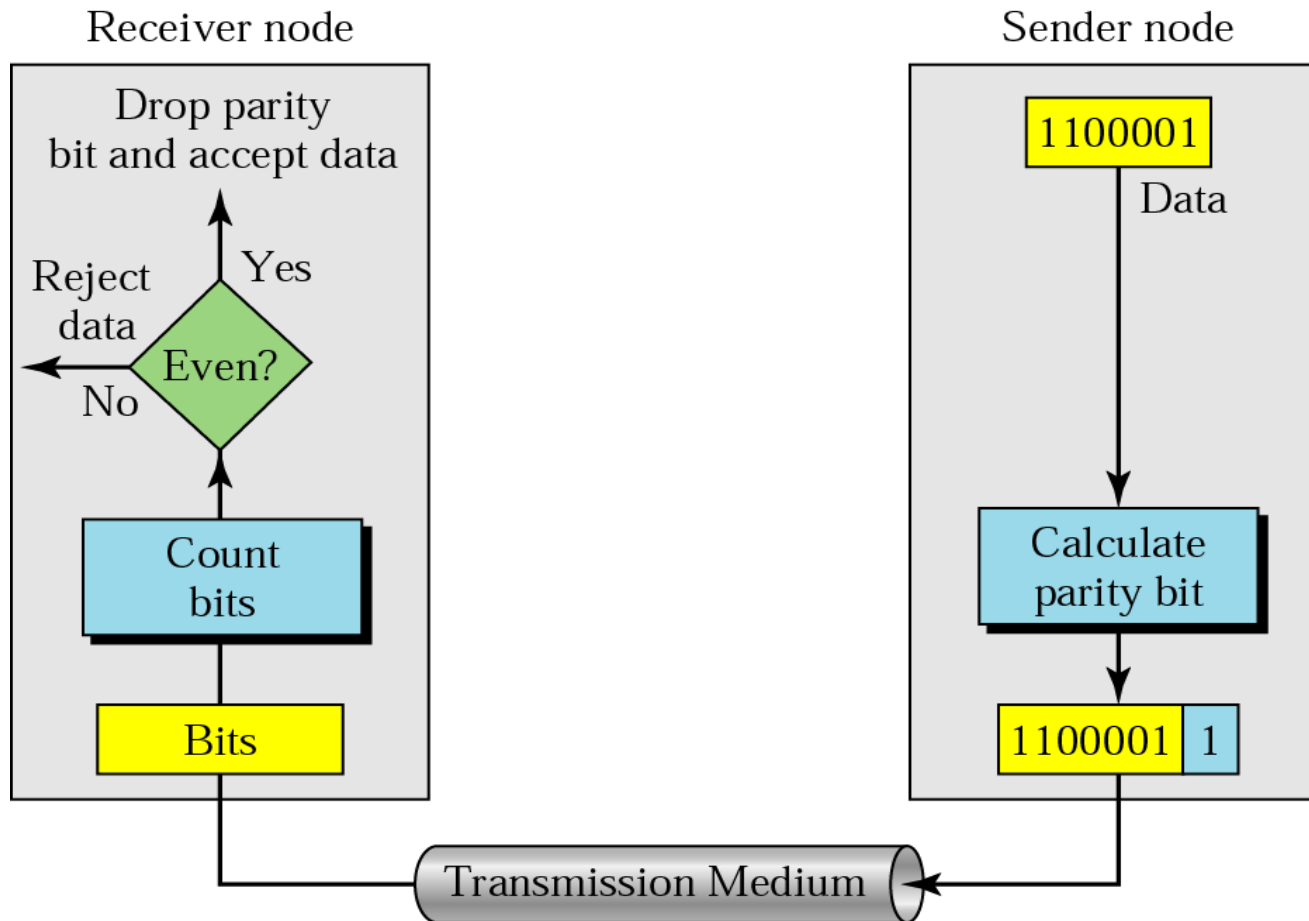 Receiver node
Drop parity
bit and accept data
Yes
Reject
data
Even?
No
Count
bits
Bits
Sender node
1100001
Data
Calculate
parity bit
1100001 1
Transmission Medium